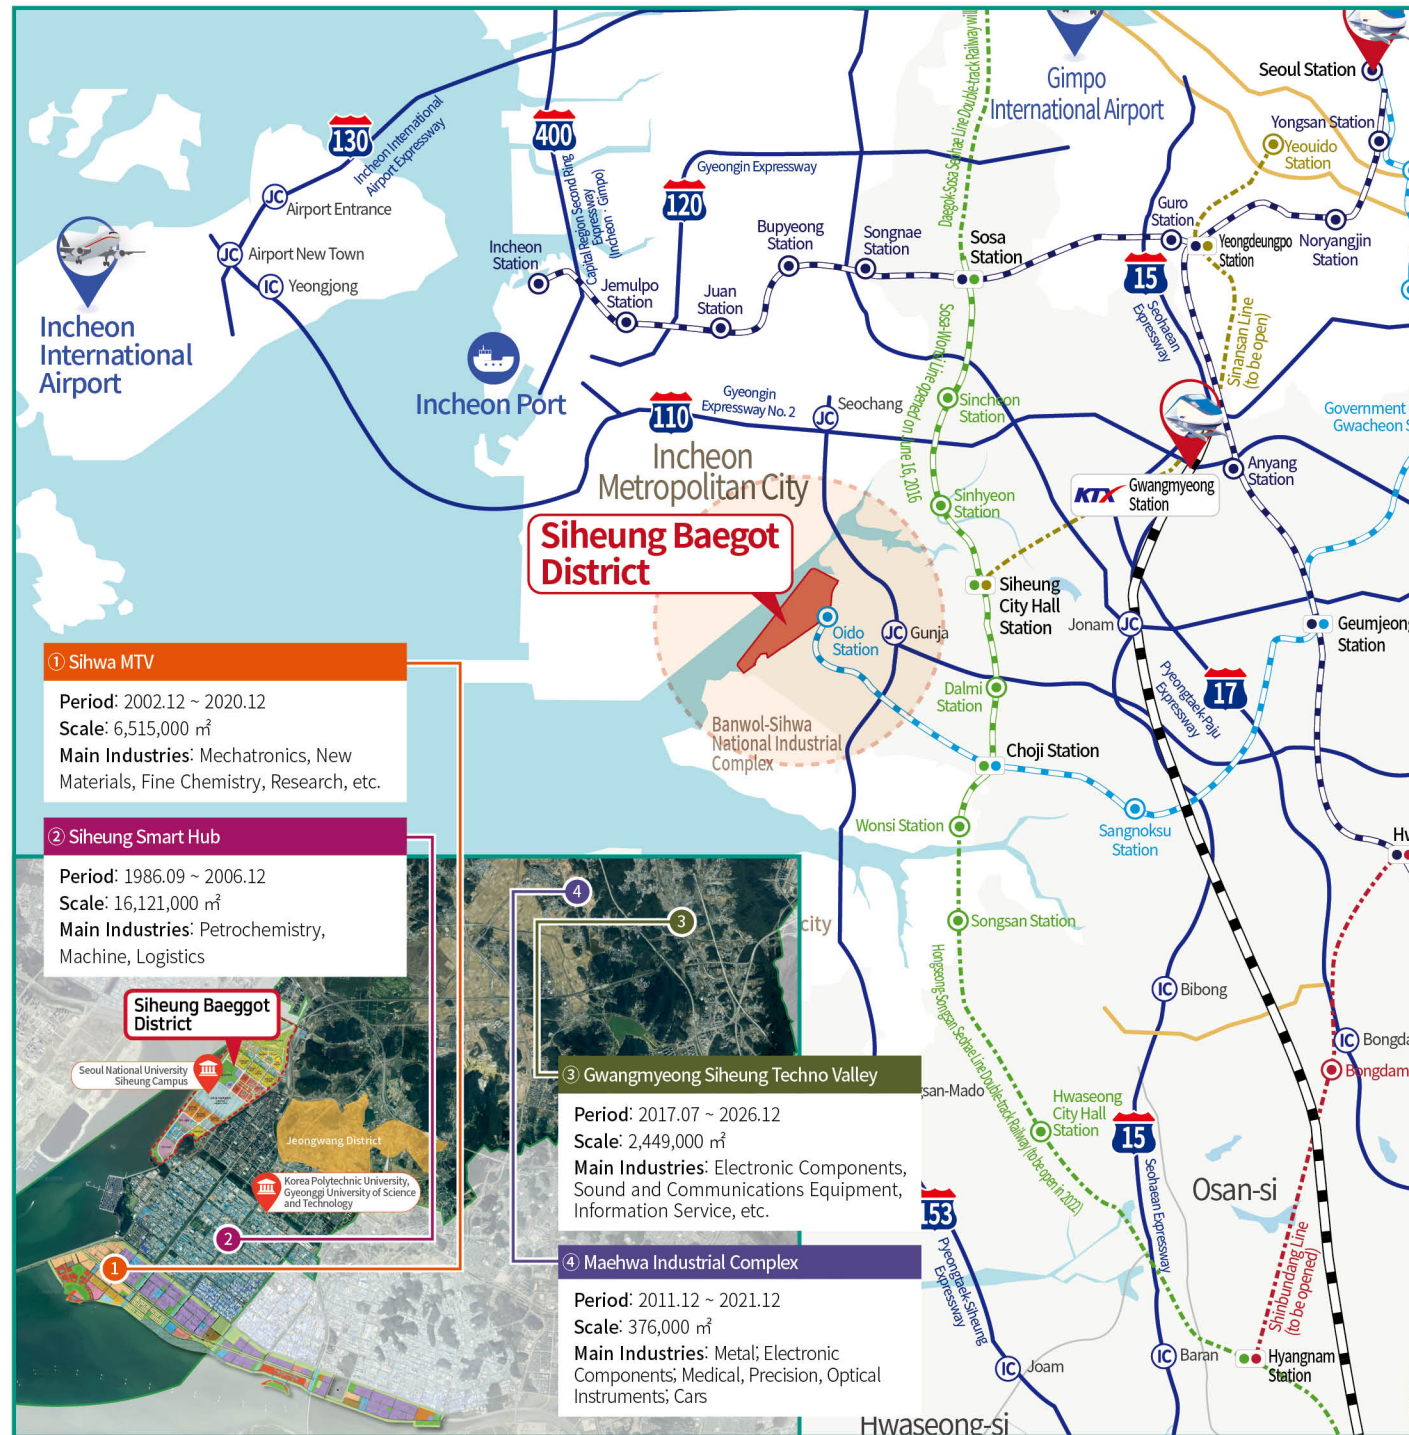 Gimpo
International Airport
Seoul Station
Yongsan Station
Yeouido
Station
130
400
120
Incheon International
Airport Expressway
Capital Region Second Ring
Expressway
(Incheon : Gimpo)
Gyeongin Expressway
Daegok-Sosa Seohae Line Double-track Railway will
JC
Airport Entrance
JC
Airport New Town
IC
Yeongjong
Incheon
International
Airport
Incheon
Station
Jemulpo
Station
Juan
Station
Bupyeong
Station
Songnae
Station
Sosa
Station
Guro
Station
Yeongdeungpo
Station
Noryangjin
Station
15
Seohaean
Expressway
Sinansan Line
(to be open)
Incheon Port
110
Gyeongin
Expressway No. 2
JC
Seochang
Sosa-Wonsi Line opened on June 16, 2016
Sincheon
Station
Government
Gwacheon S
Incheon
Metropolitan City
KTX
Gwangmyeong
Station
Anyang
Station
Sinhyeon
Station
Siheung Baegot
District
Siheung
City Hall
Station
Oido
Station
JC
Gunja
Jonam
JC
Geumjeong
Station
Dalmi
Station
17
Pyeongtaek-Paju
Expressway
Banwol-Sihwa
National Industrial
Complex
Choji Station
Wonsi Station
Sangnoksu
Station
Hw
① Sihwa MTV
Period: 2002.12 ~ 2020.12
Scale: 6,515,000 ㎡
Main Industries: Mechatronics, New
Materials, Fine Chemistry, Research, etc.
② Siheung Smart Hub
Period: 1986.09 ~ 2006.12
Scale: 16,121,000 ㎡
Main Industries: Petrochemistry,
Machine, Logistics
4
3
city
Songsan Station
Hongseong-Songsan Seohae Line Double-track Railway (to be open in 2022)
IC
Bibong
IC
Bongda
Bongdam
Siheung Baeggot
District
Seoul National University
Siheung Campus
Jeongwang District
Korea Polytechnic University,
Gyeonggi University of Science
and Technology
2
1
③ Gwangmyeong Siheung Techno Valley
Period: 2017.07 ~ 2026.12
Scale: 2,449,000 ㎡
Main Industries: Electronic Components,
Sound and Communications Equipment,
Information Service, etc.
④ Maehwa Industrial Complex
Period: 2011.12 ~ 2021.12
Scale: 376,000 ㎡
Main Industries: Metal; Electronic
Components; Medical, Precision, Optical
Instruments; Cars
san-Mado
Hwaseong
City Hall
Station
15
Seohaean Expressway
Osan-si
153
Pyeongtaek-Siheung
Expressway
Shinbundang Line
(to be opened)
IC
Joam
IC
Baran
Hyangnam
Station
Hwaseong-si